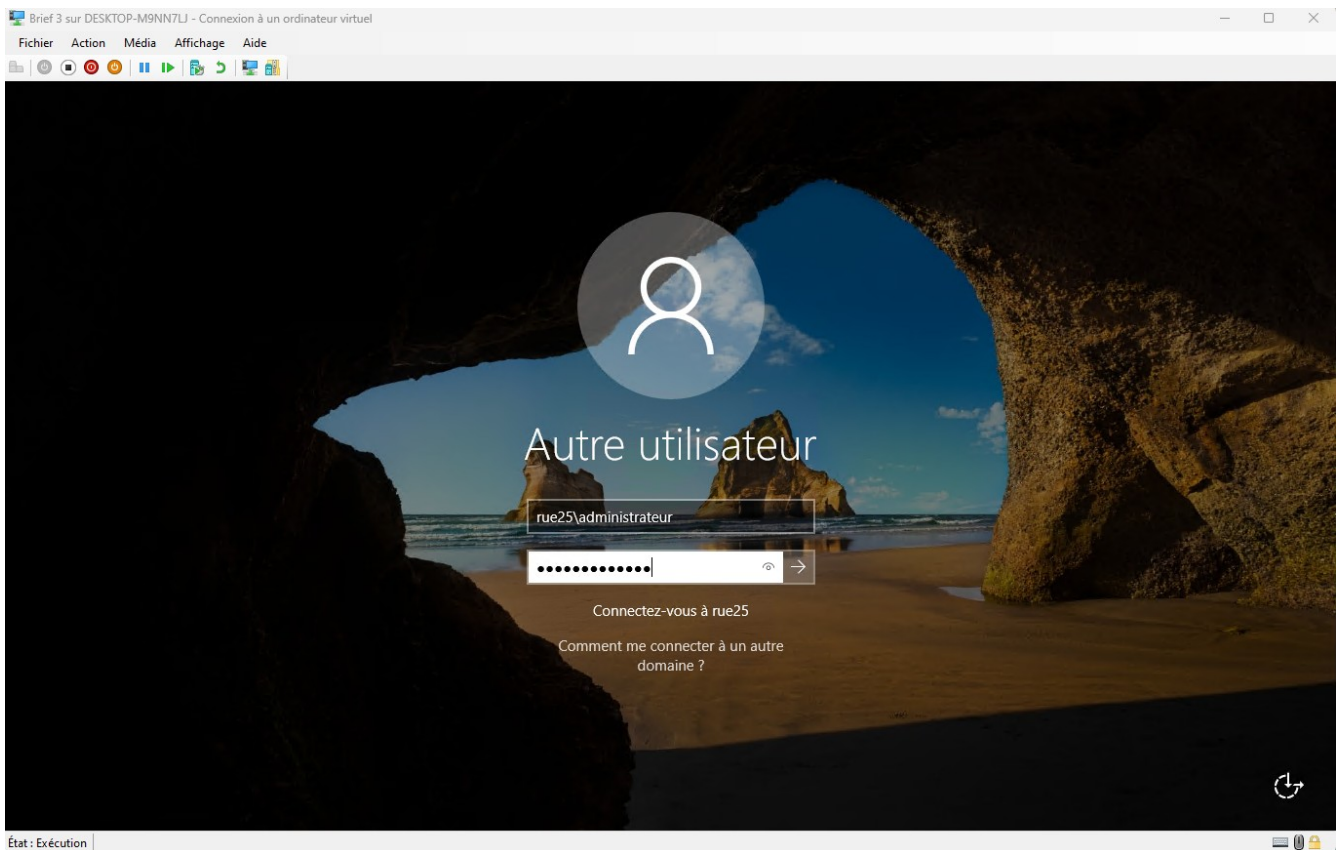 Brief 3 sur DESKTOP-M9NN7LJ - Connexion à un ordinateur virtuel
Fichier Action Média Affichage Aide
Autre utilisateur
rue25\administrateur
Connectez-vous à rue25
Comment me connecter à un autre
domaine ?
État : Exécution